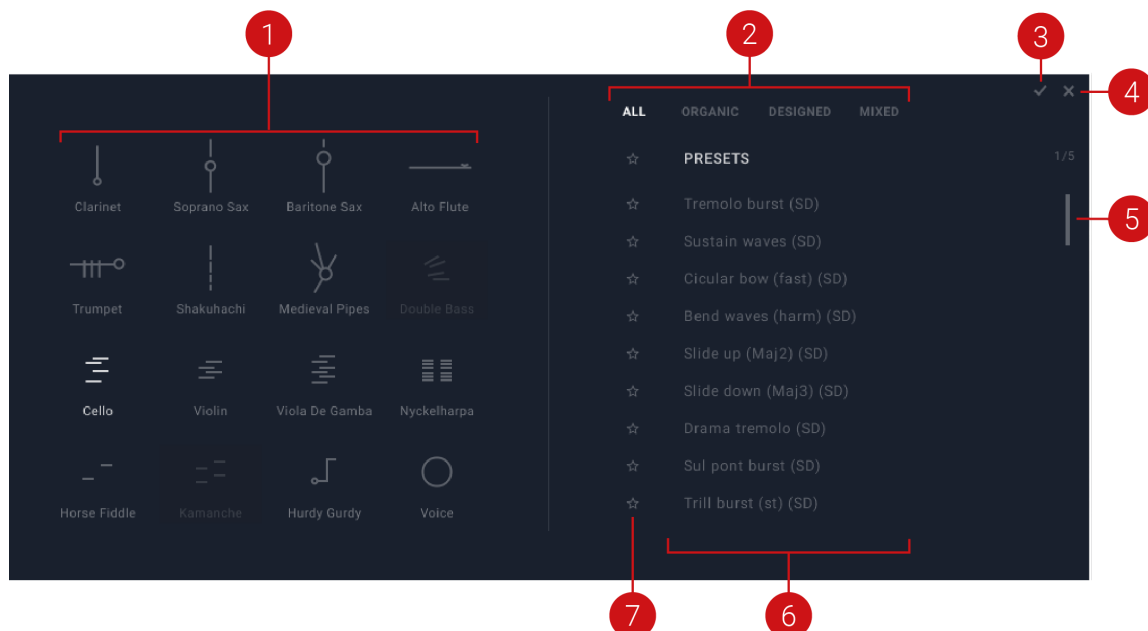 1
2
3
4
ALL ORGANIC DESIGNED MIXED
PRESETS 1/5
Clarinet Soprano Sax Baritone Sax Alto Flute
Tremolo burst (SD)
5
Sustain waves (SD)
Cicular bow (fast) (SD)
Trumpet Shakuhachi Medieval Pipes Double Bass
Bend waves (harm) (SD)
Slide up (Maj2) (SD)
Slide down (Maj3) (SD)
Cello Violin Viola De Gamba Nyckelharpa
Drama tremolo (SD)
Sul pont burst (SD)
Trill burst (st) (SD)
Horse Fiddle Kamanche Hurdy Gurdy Voice
7
6